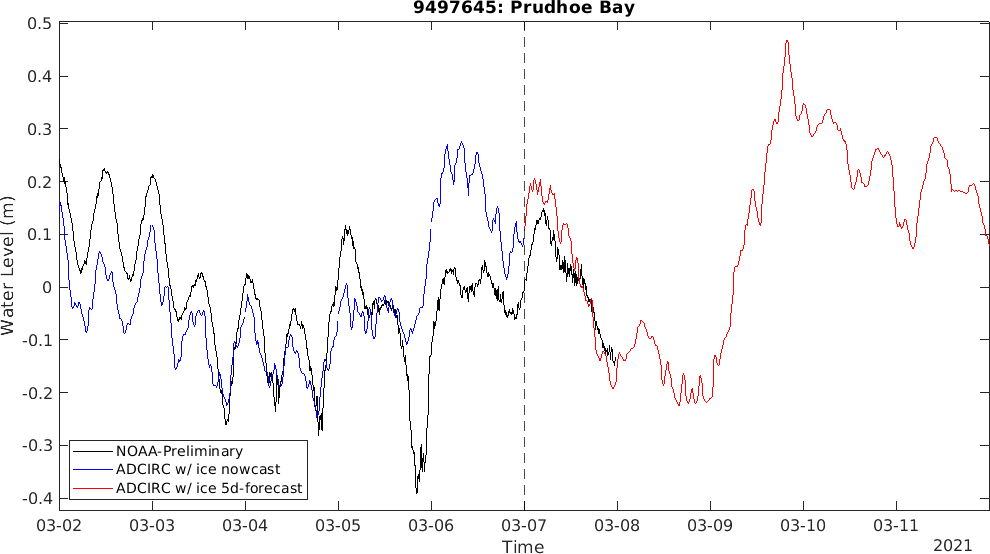 9497645: Prudhoe Bay
0.5
0.4
0.3
0.2
0.1
0
-0.1
-0.2
-0.3
-0.4
Water Level (m)
NOAA-Preliminary
ADCIRC w/ ice nowcast
ADCIRC w/ ice 5d-forecast
03-02 03-03 03-04 03-05 03-06 03-07 03-08 03-09 03-10 03-11
Time
2021